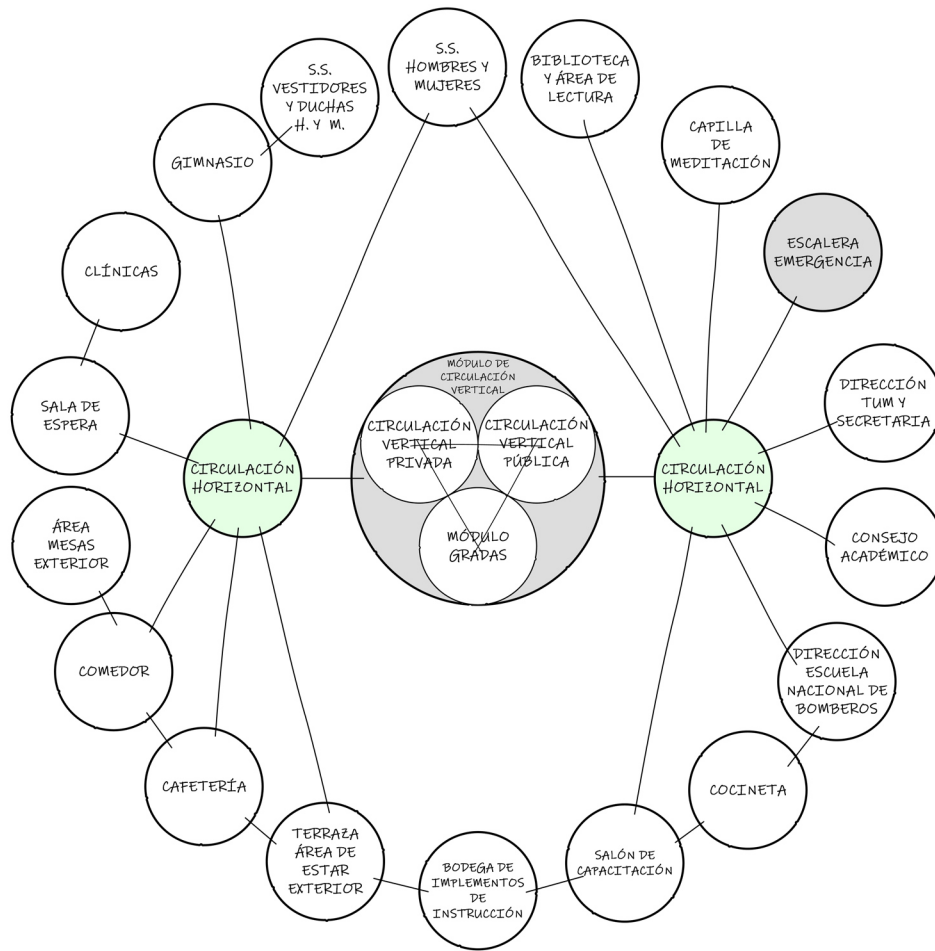 S.S.
HOMBRES Y
MUJERES
BIBLIOTECA
Y ÁREA DE
LECTURA
S.S.
VESTIDORES
Y DUCHAS
H. Y M.
CAPILLA
DE
MEDITACIÓN
GIMNASIO
ESCALERA
EMERGENCIA
CLÍNICAS
MÓDULO DE
CIRCULACIÓN
VERTICAL
DIRECCIÓN
TUM Y
SECRETARIA
SALA DE
ESPERA
CIRCULACIÓN
VERTICAL
PRIVADA
CIRCULACIÓN
VERTICAL
PÚBLICA
CIRCULACIÓN
HORIZONTAL
CIRCULACIÓN
HORIZONTAL
ÁREA
MESAS
EXTERIOR
MÓDULO
GRADAS
CONSEJO
ACADÉMICO
COMEDOR
DIRECCIÓN
ESCUELA
NACIONAL DE
BOMBEROS
CAFETERÍA
COCINETA
TERRAZA
ÁREA DE
ESTAR
EXTERIOR
BODEGA DE
IMPLEMENTOS
DE
INSTRUCCIÓN
SALÓN DE
CAPACITACIÓN